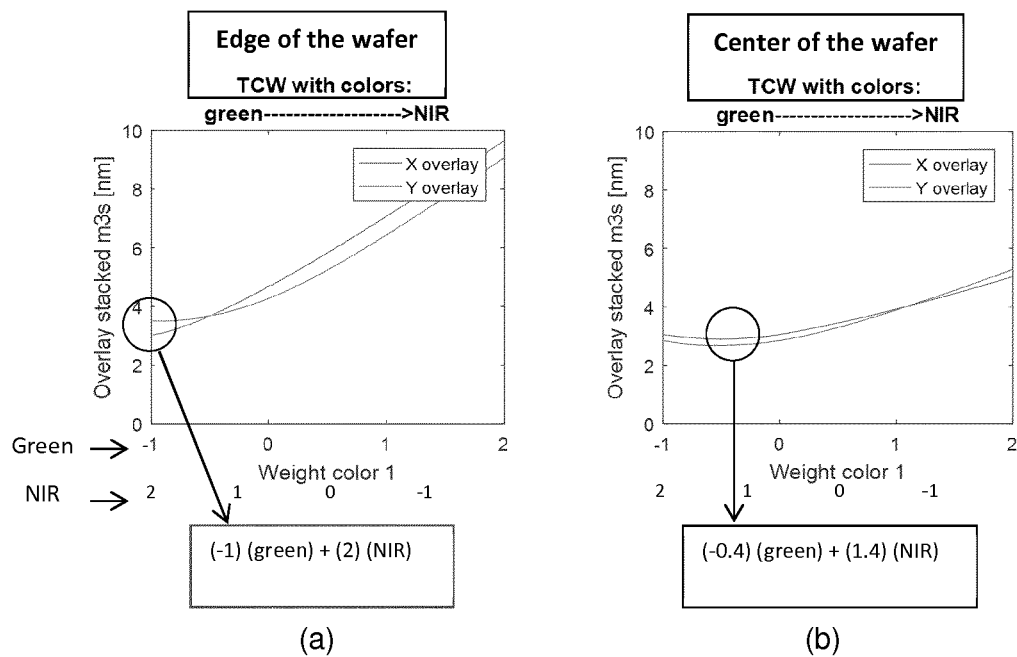 Edge of the wafer
TCW with colors:
green---------------------->NIR
10
8
6
4
2
0
Overlay stacked m3s [nm]
X overlay
Y overlay
Green
-1 0 1 2
Weight color 1
NIR
2 1 0 -1
(-1) (green) + (2) (NIR)
(a)
Center of the wafer
TCW with colors:
green---------------------->NIR
10
8
6
4
2
0
Overlay stacked m3s [nm]
X overlay
Y overlay
-1 0 1 2
Weight color 1
2 1 0 -1
(-0.4) (green) + (1.4) (NIR)
(b)